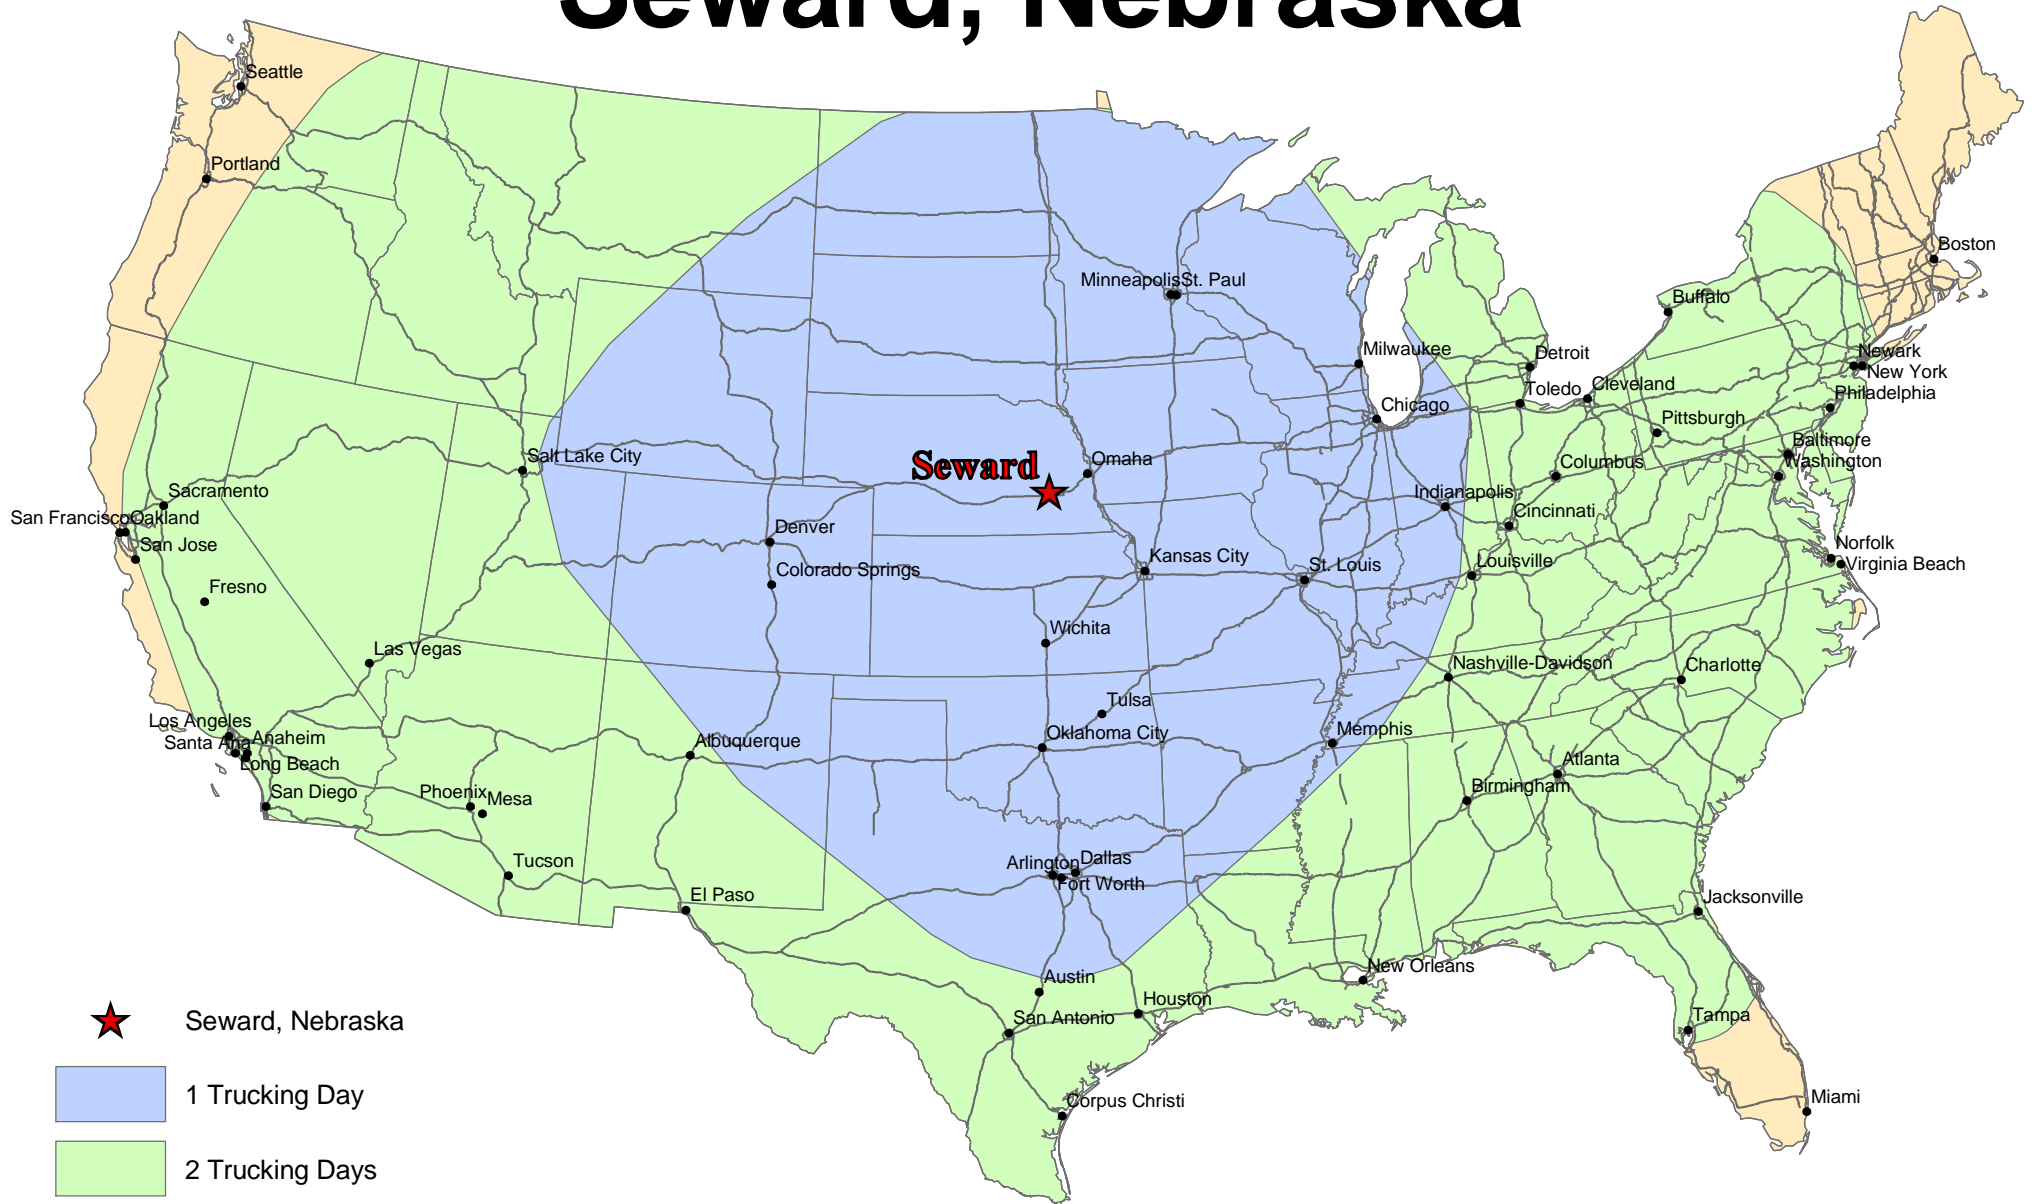 Seward, Nebraska
Seattle
Portland
Boston
Minneapolis
St. Paul
Buffalo
Milwaukee
Detroit
Newark
New York
Toledo
Cleveland
Philadelphia
Chicago
Pittsburgh
Baltimore
Washington
Seward
Omaha
Salt Lake City
Columbus
Sacramento
Indianapolis
San Francisco
Oakland
Cincinnati
Denver
San Jose
Norfolk
Kansas City
St. Louis
Louisville
Virginia Beach
Colorado Springs
Fresno
Wichita
Las Vegas
Nashville-Davidson
Charlotte
Tulsa
Los Angeles
Memphis
Oklahoma City
Santa Ana
Anaheim
Albuquerque
Long Beach
Atlanta
San Diego
Phoenix
Mesa
Birmingham
Tucson
Arlington
Dallas
Fort Worth
El Paso
Jacksonville
New Orleans
Austin
Houston
San Antonio
Tampa
Seward, Nebraska
1 Trucking Day
Corpus Christi
Miami
2 Trucking Days